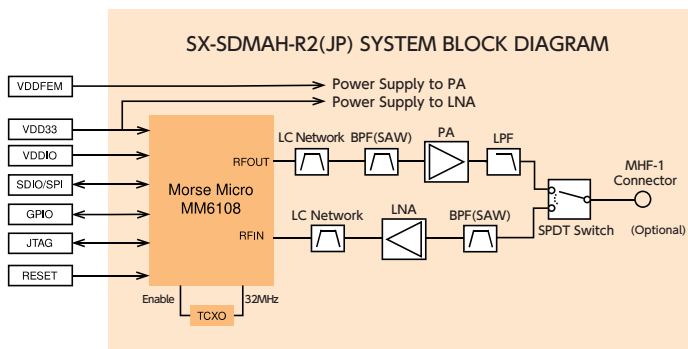 SX-SDMAH-R2(JP) SYSTEM BLOCK DIAGRAM
VDDFEM
Power Supply to PA
Power Supply to LNA
VDD33
VDDIO
SDIO/SPI
GPIO
JTAG
RESET
Morse Micro
MM6108
RFOUT
RFIN
LC Network
BPF(SAW)
PA
LPF
LC Network
LNA
BPF(SAW)
SPDT Switch
MHF-1
Connector
(Optional)
Enable
32MHz
TCXO